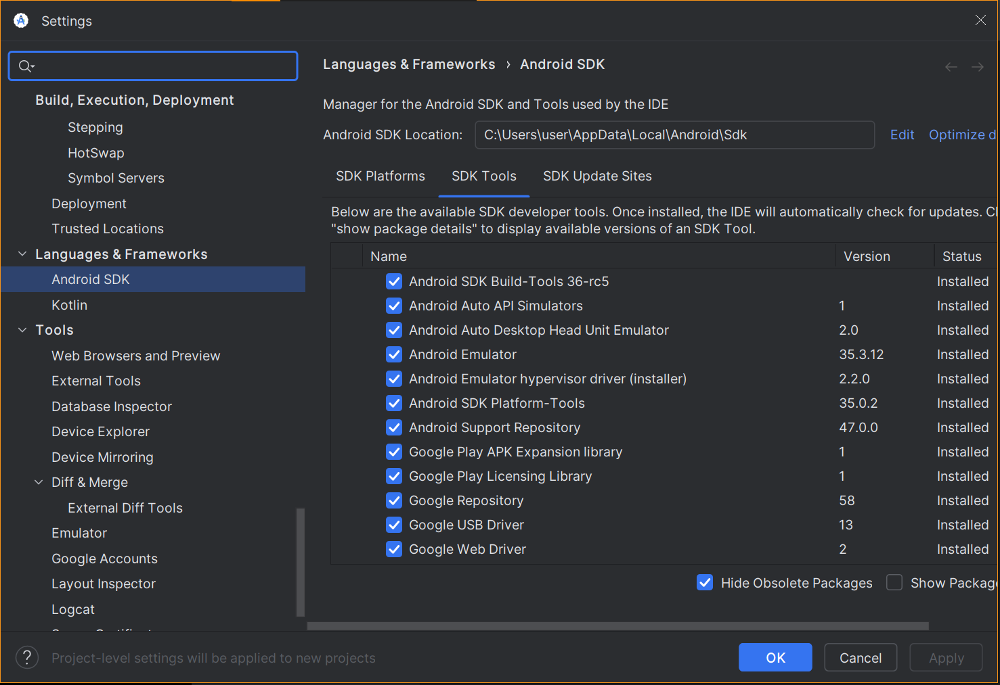 Settings
Build, Execution, Deployment
Stepping
HotSwap
Symbol Servers
Deployment
Trusted Locations
Languages & Frameworks
Android SDK
Kotlin
Tools
Web Browsers and Preview
External Tools
Database Inspector
Device Explorer
Device Mirroring
Diff & Merge
External Diff Tools
Emulator
Google Accounts
Layout Inspector
Logcat
Languages & Frameworks › Android SDK
Manager for the Android SDK and Tools used by the IDE
Android SDK Location: C:\Users\user\AppData\Local\Android\Sdk Edit Optimize d
SDK Platforms SDK Tools SDK Update Sites
Below are the available SDK developer tools. Once installed, the IDE will automatically check for updates.
"show package details" to display available versions of an SDK Tool.
Name Version Status
Android SDK Build-Tools 36-rc5 Installed
Android Auto API Simulators 1 Installed
Android Auto Desktop Head Unit Emulator 2.0 Installed
Android Emulator 35.3.12 Installed
Android Emulator hypervisor driver (installer) 2.2.0 Installed
Android SDK Platform-Tools 35.0.2 Installed
Android Support Repository 47.0.0 Installed
Google Play APK Expansion library 1 Installed
Google Play Licensing Library 1 Installed
Google Repository 58 Installed
Google USB Driver 13 Installed
Google Web Driver 2 Installed
Hide Obsolete Packages Show Package
? Project-level settings will be applied to new projects
OK Cancel Apply